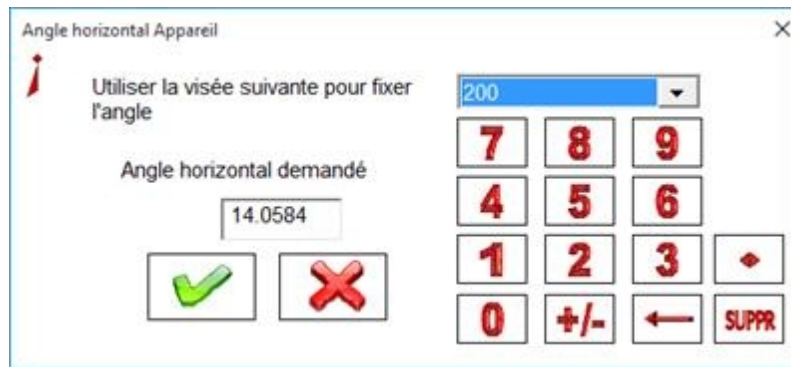 Angle horizontal Appareil
Utiliser la visée suivante pour fixer
l'angle
200
Angle horizontal demandé
14.0584
7 8 9
4 5 6
1 2 3
0 +/- SUPPR